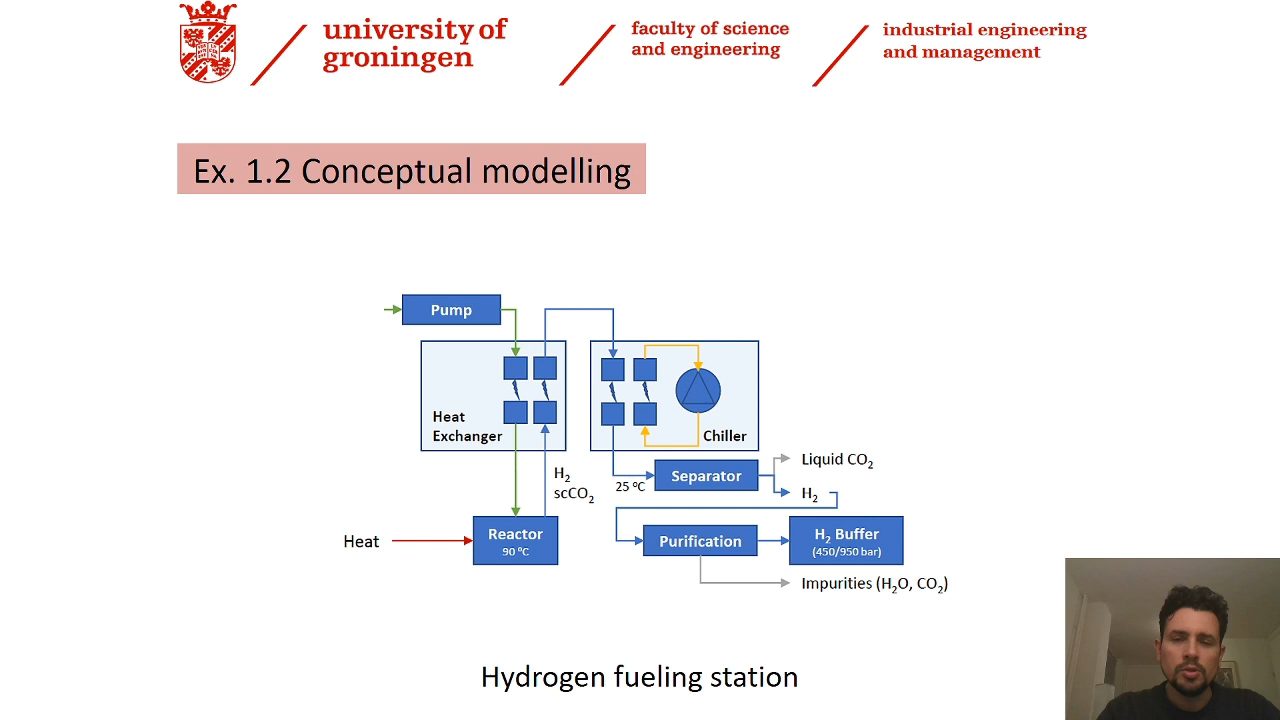 university of
groningen
faculty of science
and engineering
industrial engineering
and management
Ex. 1.2 Conceptual modelling
Pump
Heat
Exchanger
Chiller
H₂
scCO₂
25 °C
Separator
Liquid CO₂
H₂
Heat
Reactor
90 °C
Purification
H₂ Buffer
(450/950 bar)
Impurities (H₂O, CO₂)
Hydrogen fueling station